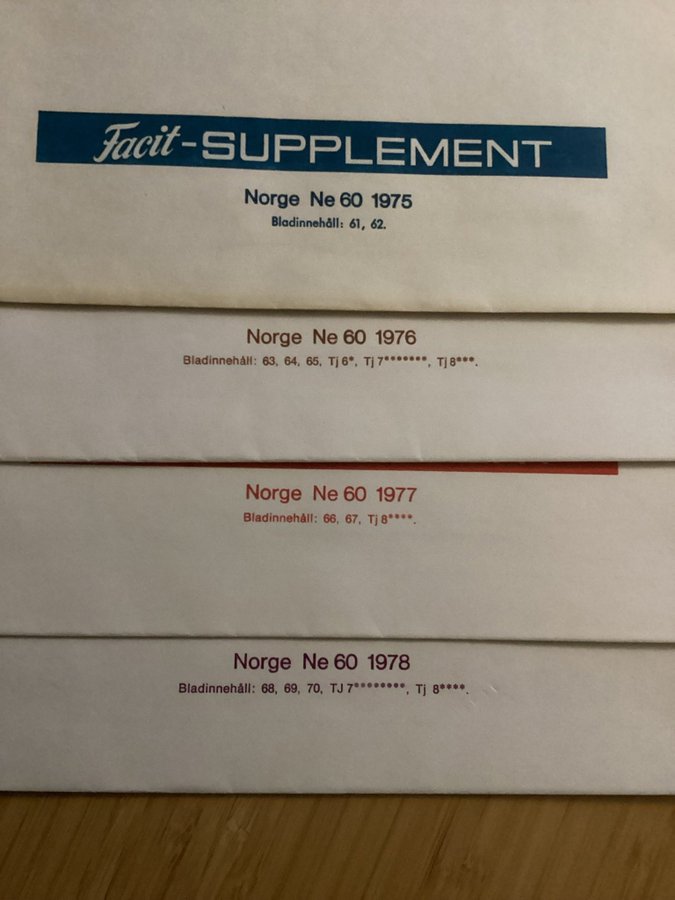 Facit-SUPPLEMENT
Norge Ne 60 1975
Bladinnehåll: 61, 62.
Norge Ne 60 1976
Bladinnehåll: 63, 64, 65, Tj 6*, Tj 7*******, Tj 8***.
Norge Ne 60 1977
Bladinnehåll: 66, 67, Tj 8****.
Norge Ne 60 1978
Bladinnehåll: 68, 69, 70, TJ 7********, Tj 8****.